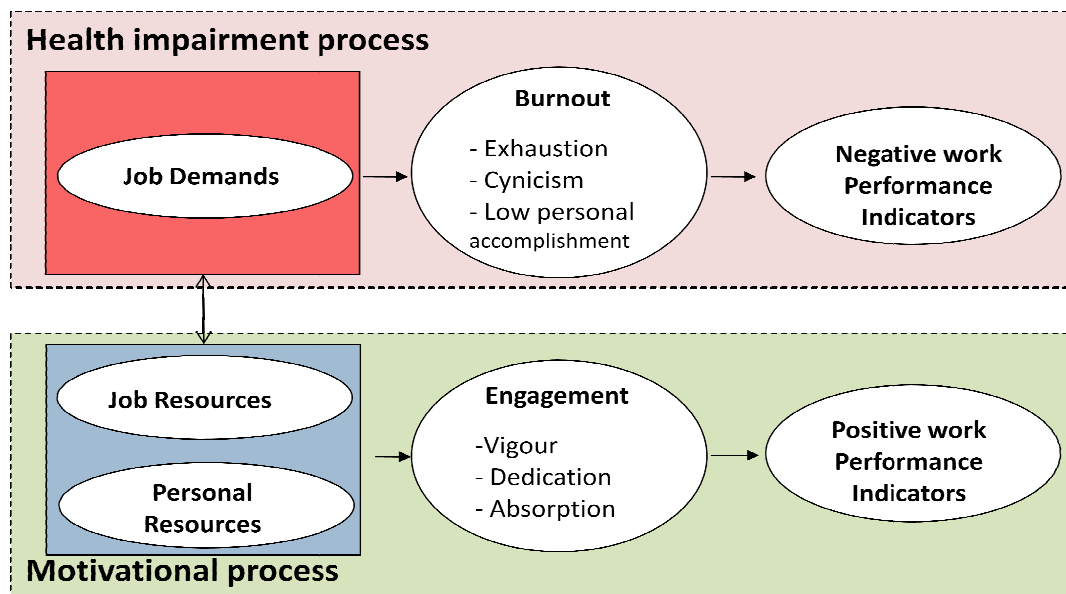 Health impairment process
Job Demands
Burnout
- Exhaustion
- Cynicism
- Low personal
accomplishment
Negative work
Performance
Indicators
Job Resources
Personal
Resources
Engagement
-Vigour
- Dedication
- Absorption
Positive work
Performance
Indicators
Motivational process